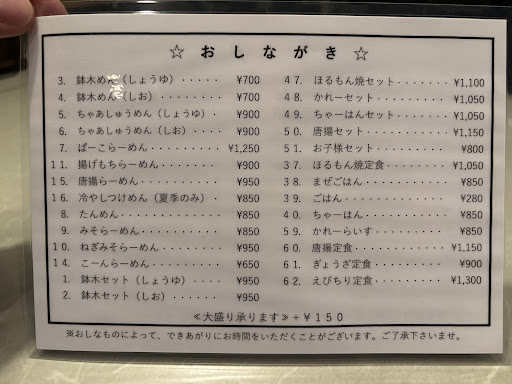 ☆ おしながき ☆
3. 鉢木めん（しょうゆ）‥‥‥ ¥700
4. 鉢木めん（しお）‥‥‥ ¥700
5. ちゃあしゅうめん（しょうゆ）・ ¥900
6. ちゃあしゅうめん（しお）‥‥ ¥900
7. ぱーこらーめん‥‥‥ ¥1,250
11. 揚げもちらーめん‥‥‥ ¥900
15. 唐揚らーめん‥‥‥ ¥950
16. 冷やしつけめん（夏季のみ）・ ¥850
8. たんめん‥‥‥ ¥850
9. みそらーめん‥‥‥ ¥850
10. ねぎみそらーめん‥‥‥ ¥950
14. こーんらーめん‥‥‥ ¥650
1. 鉢木セット（しょうゆ）‥‥ ¥950
2. 鉢木セット（しお）‥‥‥ ¥950
47. ほるもん焼セット‥‥‥ ¥1,100
48. かれーセット‥‥‥ ¥1,050
49. ちゃーはんセット‥‥‥ ¥1,050
50. 唐揚セット‥‥‥ ¥1,150
51. お子様セット‥‥‥ ¥800
37. ほるもん焼定食‥‥‥ ¥1,050
38. まぜごはん‥‥‥ ¥850
39. ごはん‥‥‥ ¥280
40. ちゃーはん‥‥‥ ¥850
59. かれーらいす‥‥‥ ¥850
60. 唐揚定食‥‥‥ ¥1,150
61. ぎょうざ定食‥‥‥ ¥900
62. えびちり定食‥‥‥ ¥1,300
≪大盛り承ります≫＋￥１５０
※おしなものによって、できあがりにお時間をいただくことがございます。ご了承下さいませ。